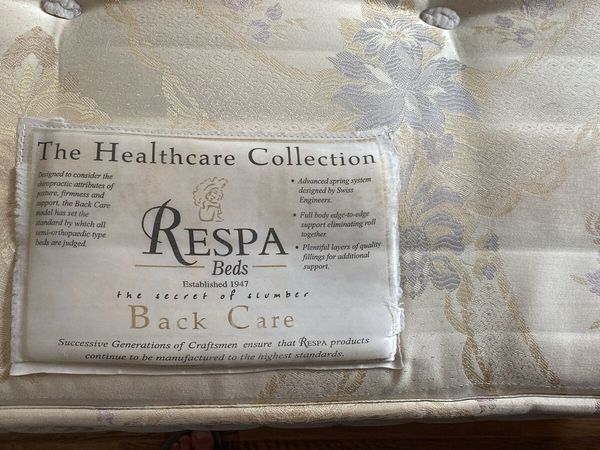 The Healthcare Collection
Designed to consider the
chiropractic attributes of
posture, firmness and
support, the Back Care
model has set the
standard by which all
semi-orthopaedic type
beds are judged.
RESPA
Beds
Established 1947
the secret of slumber
Back Care
• Advanced spring system
designed by Swiss
Engineers.
• Full body edge-to-edge
support eliminating roll
together.
• Plentiful layers of quality
fillings for additional
support.
Successive Generations of Craftsmen ensure that RESPA products
continue to be manufactured to the highest standards.